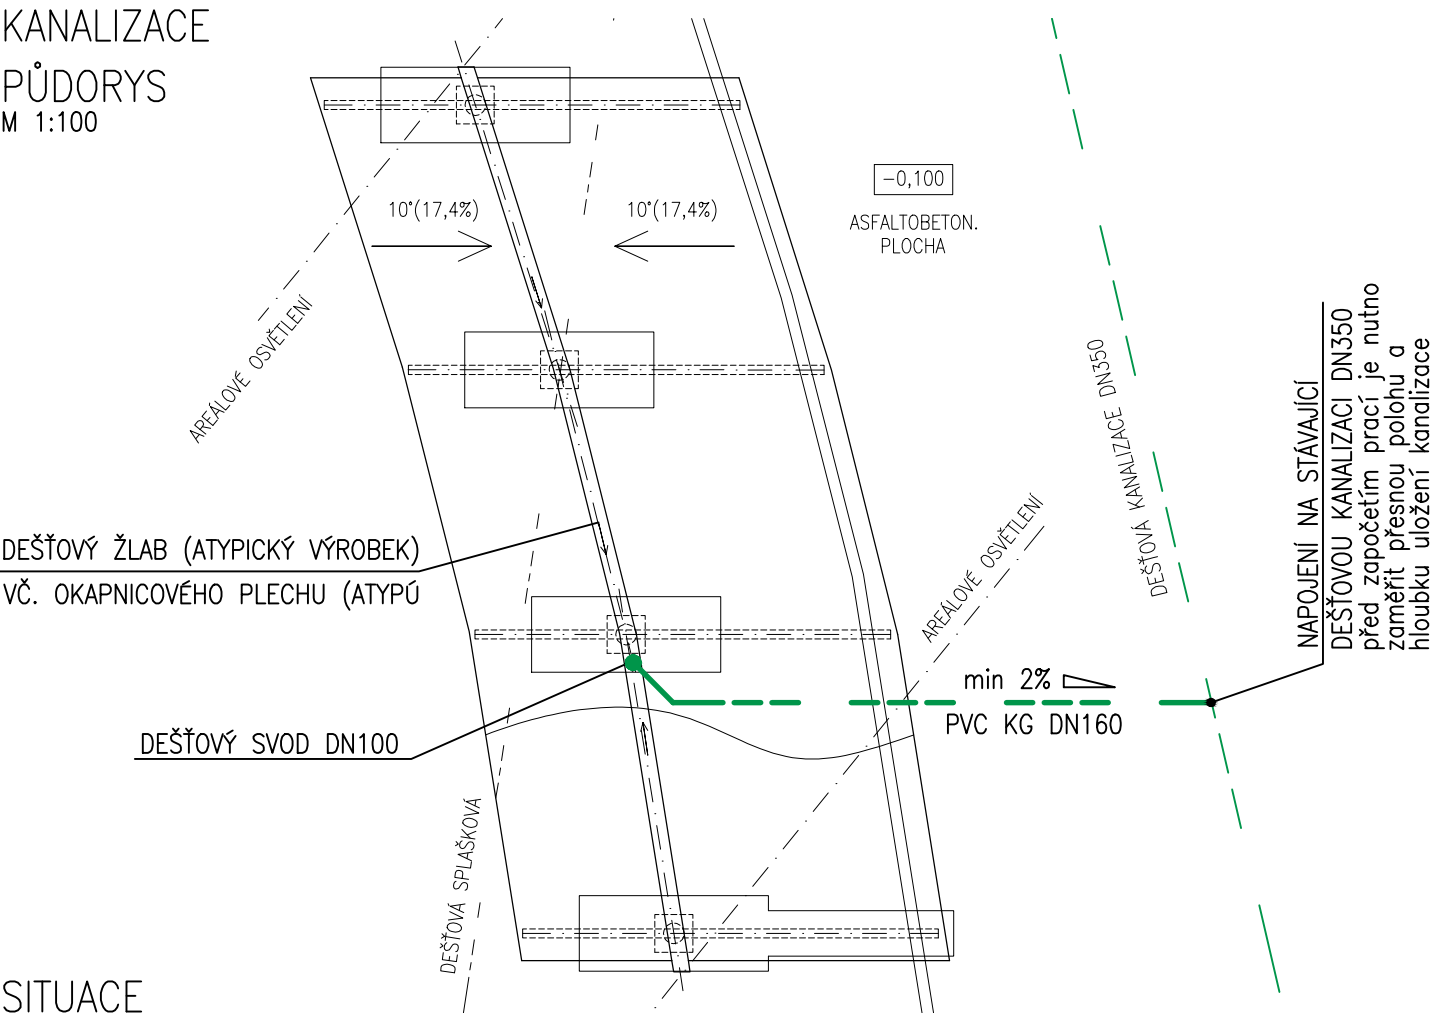 KANALIZACE
PŮDORYS
M 1:100
10°(17,4%)
10°(17,4%)
-0,100
ASFALTOBETON.
PLOCHA
AREÁLOVÉ OSVĚTLENÍ
DEŠŤOVÁ KANALIZACE DN350
NAPOJENÍ NA STÁVAJÍCÍ
DEŠŤOVOU KANALIZACI DN350
před započetím prací je nutno
zaměřit přesnou polohu a
hloubku uložení kanalizace
DEŠŤOVÝ ŽLAB (ATYPICKÝ VÝROBEK)
VČ. OKAPNICOVÉHO PLECHU (ATYPÚ
AREÁLOVÉ OSVĚTLENÍ
min 2%
PVC KG DN160
DEŠŤOVÝ SVOD DN100
DEŠŤOVÁ SPLAŠKOVÁ
SITUACE